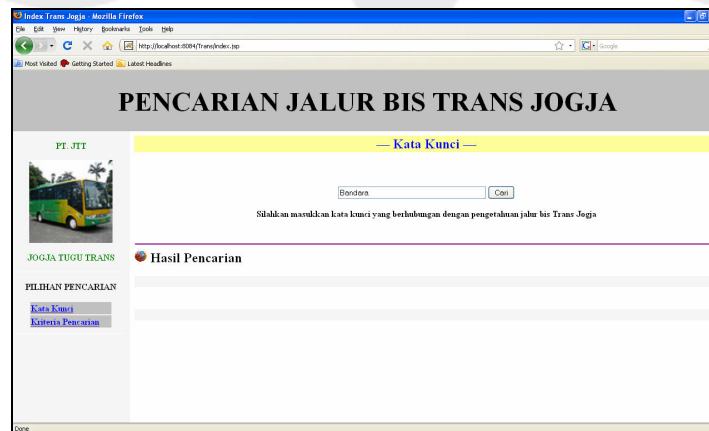 Index Trans Jogja - Mozilla Firefox
File Edit View History Bookmarks Tools Help
http://localhost:8084/Trans/index.jsp
Google
Most Visited Getting Started Latest Headlines
PENCARIAN JALUR BIS TRANS JOGJA
PT. JTT
JOGJA TUGU TRANS
PILIHAN PENCARIAN
Kata Kunci
Kriteria Pencarian
— Kata Kunci —
Bandara Cari
Silahkan masukkan kata kunci yang berhubungan dengan pengetahuan jalur bis Trans Jogja
Hasil Pencarian
Done